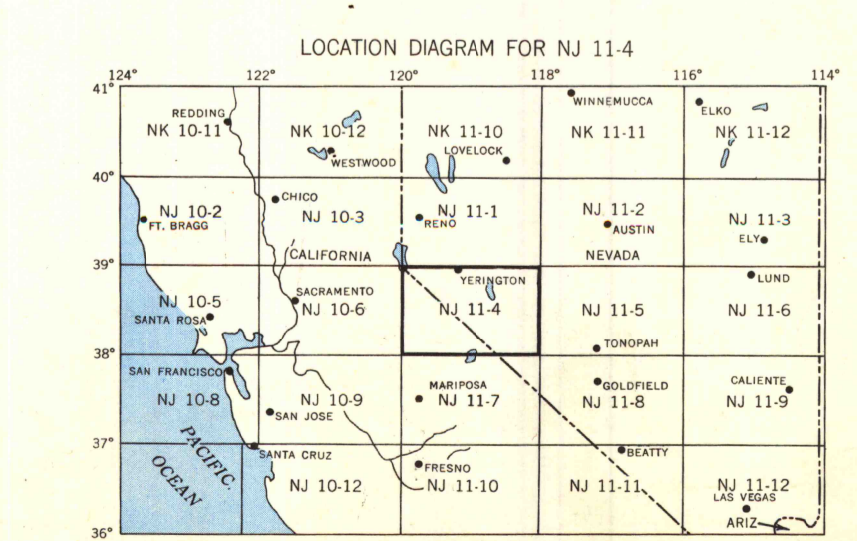 LOCATION DIAGRAM FOR NJ 11-4
124° 122° 120° 118° 116° 114°
41°
WINNEMUCCA
ELKO
REDDING
NK 10-11
NK 10-12
NK 11-10
NK 11-11
NK 11-12
LOVELOCK
WESTWOOD
40°
CHICO
NJ 10-2
NJ 10-3
NJ 11-1
NJ 11-2
NJ 11-3
FT. BRAGG
RENO
AUSTIN
ELY
CALIFORNIA
NEVADA
39°
YERINGTON
LUND
SACRAMENTO
NJ 10-5
NJ 10-6
NJ 11-4
NJ 11-5
NJ 11-6
SANTA ROSA
TONOPAH
38°
SAN FRANCISCO
MARIPOSA
GOLDFIELD
CALIENTE
NJ 10-8
NJ 10-9
NJ 11-7
NJ 11-8
NJ 11-9
SAN JOSE
37°
PACIFIC
OCEAN
SANTA CRUZ
BEATTY
FRESNO
NJ 10-12
NJ 11-10
NJ 11-11
NJ 11-12
LAS VEGAS
ARIZ
36°